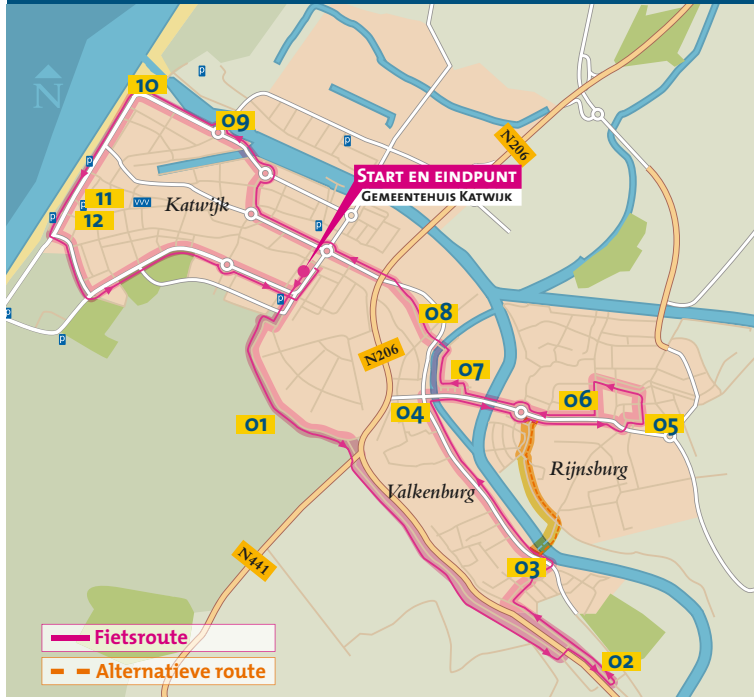 N
P
10
09
P
N206
START EN EINDPUNT
GEMEENTEHUIS KATWIJK
P
11
VVV
Katwijk
P
P
12
P
08
P
P
N206
07
06
04
05
01
Rijnsburg
Valkenburg
N441
03
Fietsroute
02
Alternatieve route